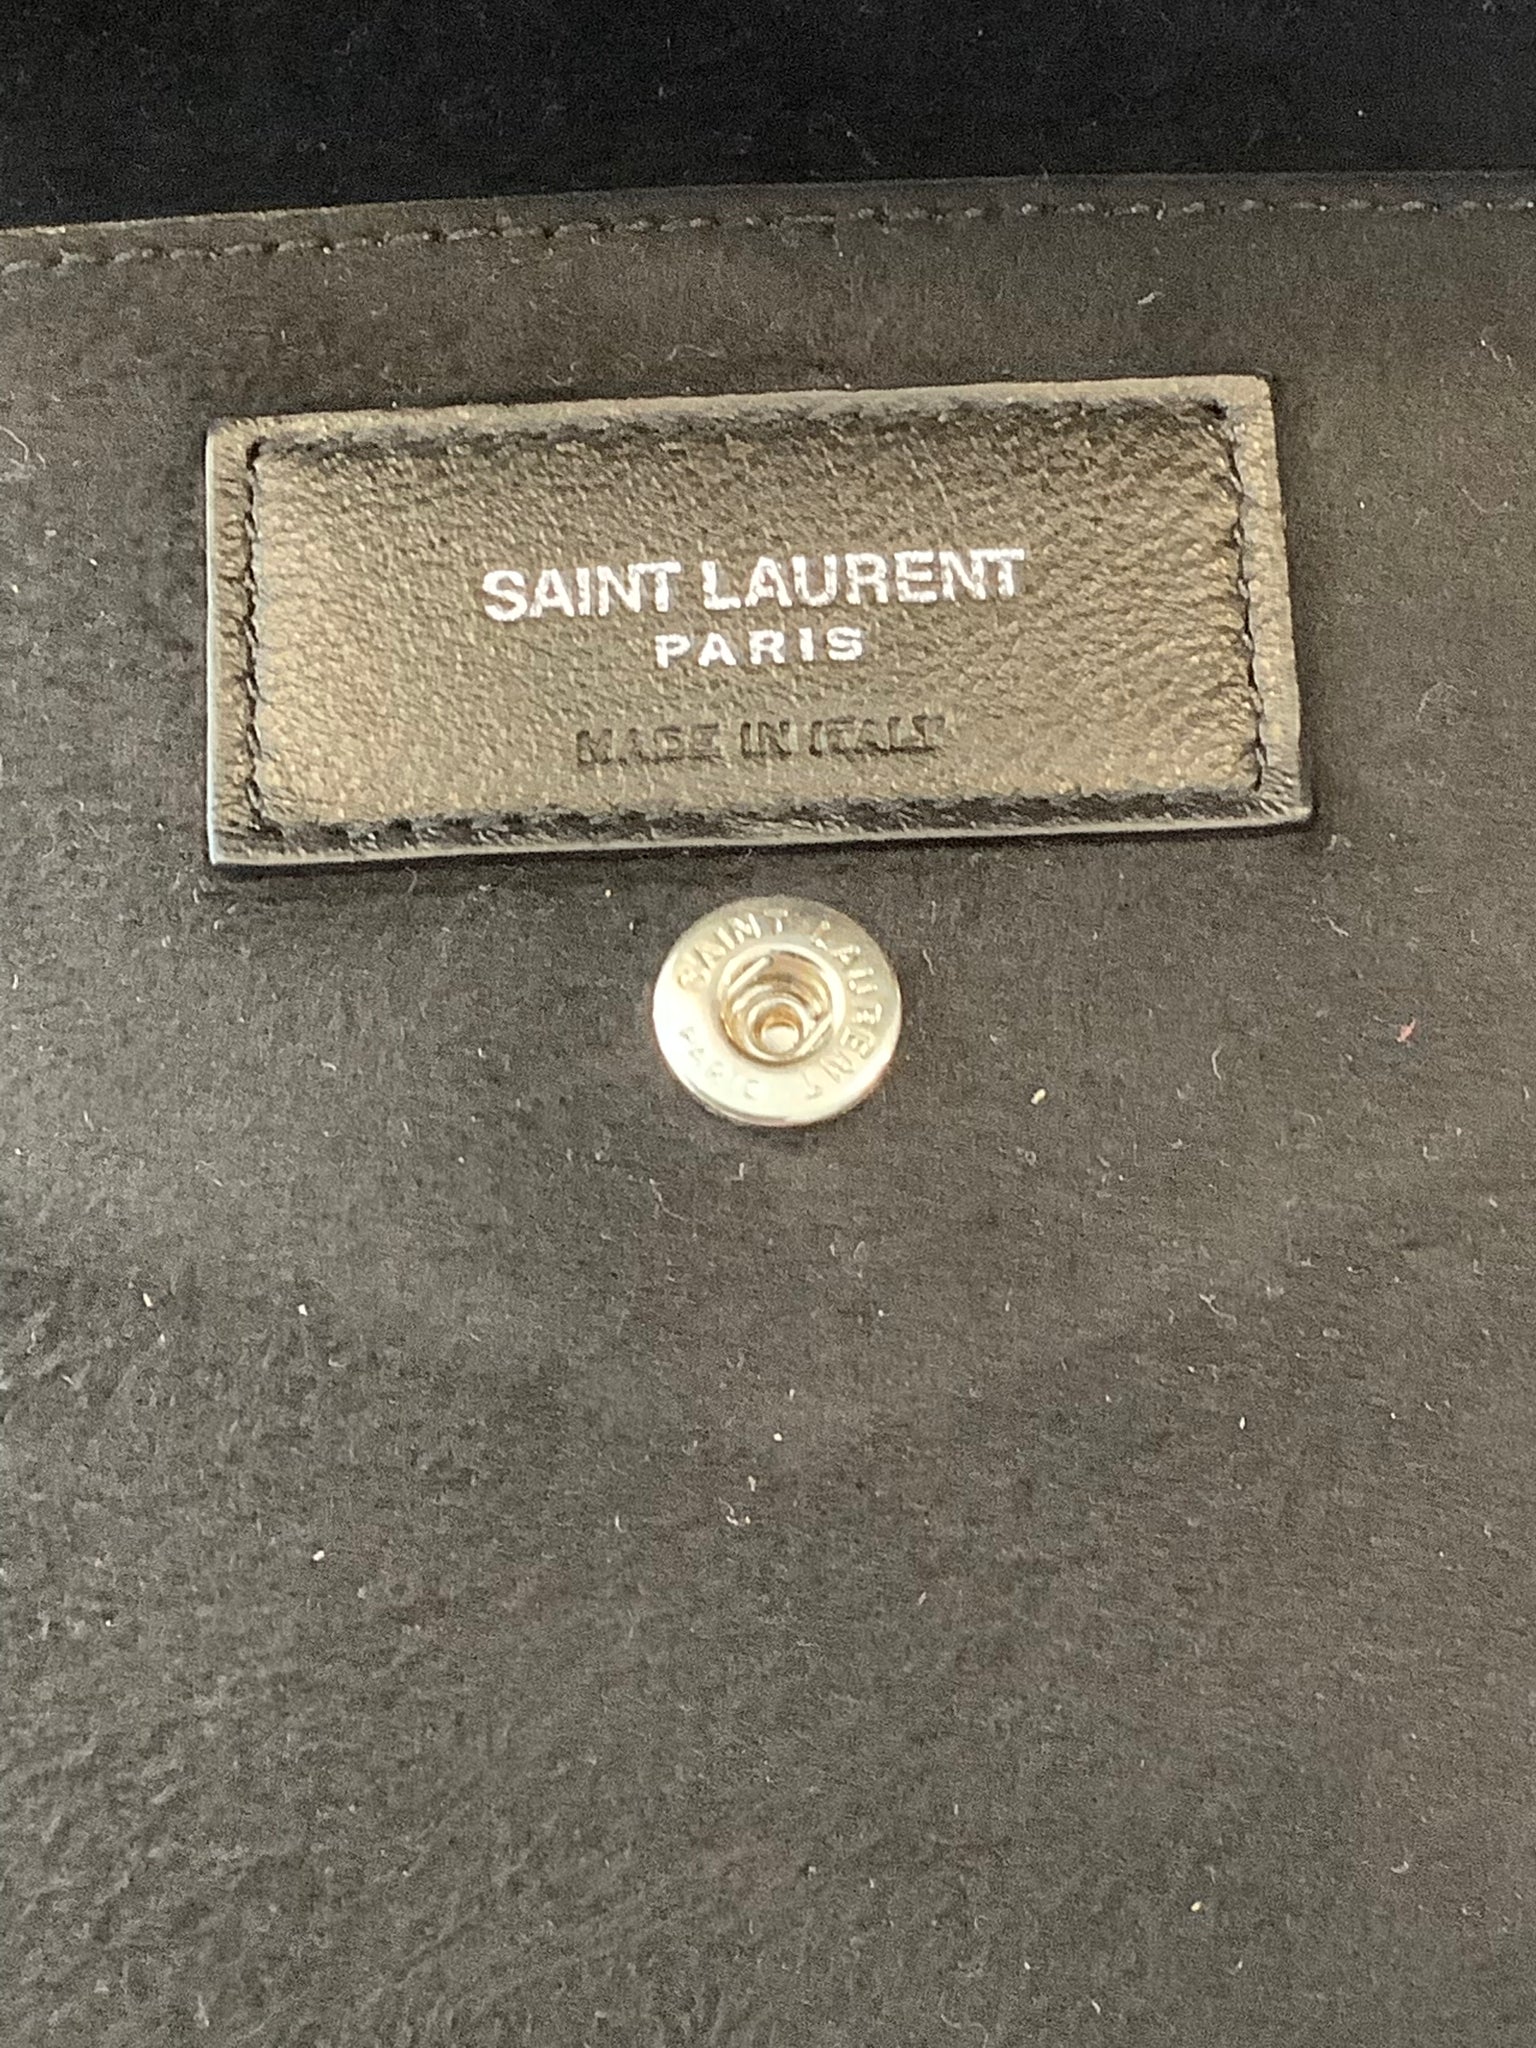 SAINT LAURENT
PARIS
MADE IN ITALY
SAINT LAURENT
PARIS